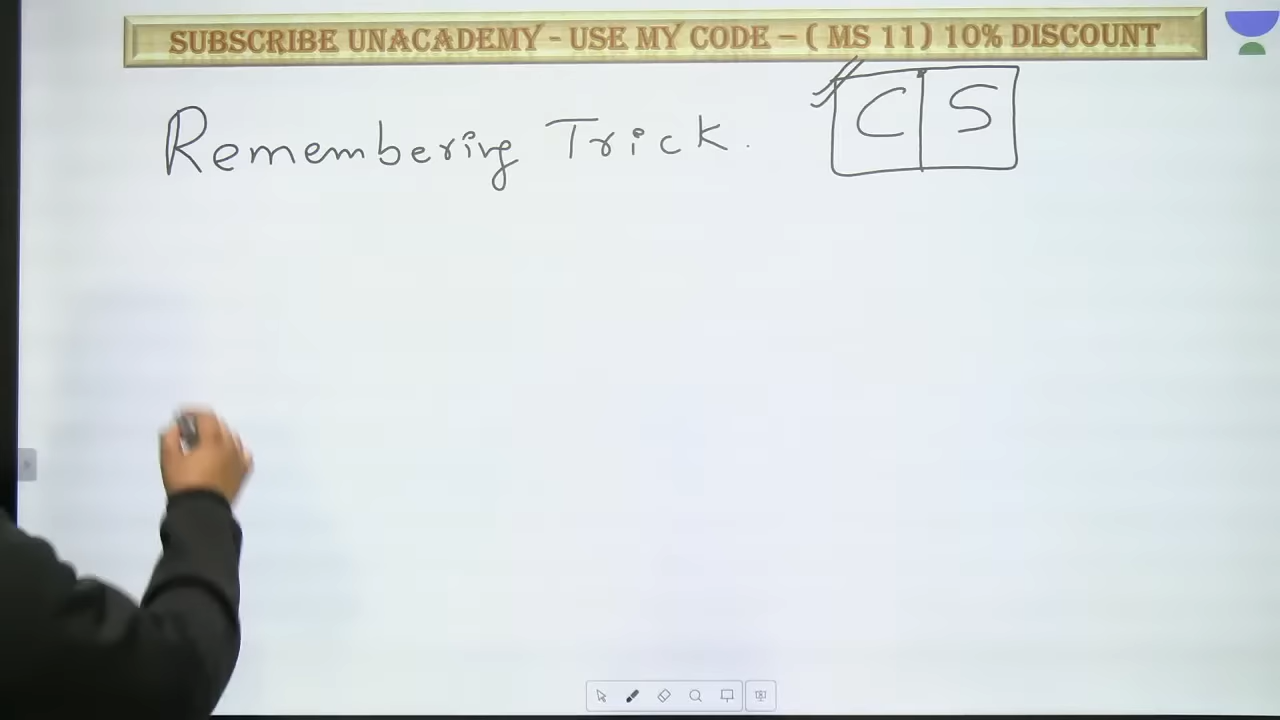 SUBSCRIBE UNACADEMY - USE MY CODE - ( MS 11) 10% DISCOUNT
Remembering Trick. C S